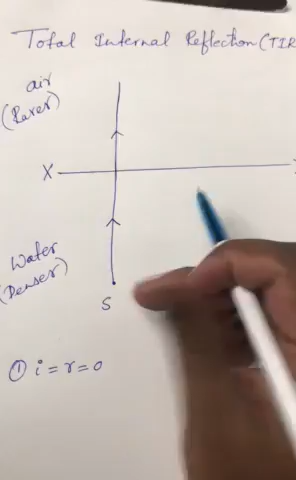 Total Internal Reflection (TIR
air
(Rarer)
X
Water
(Denser)
S
① i = r = 0